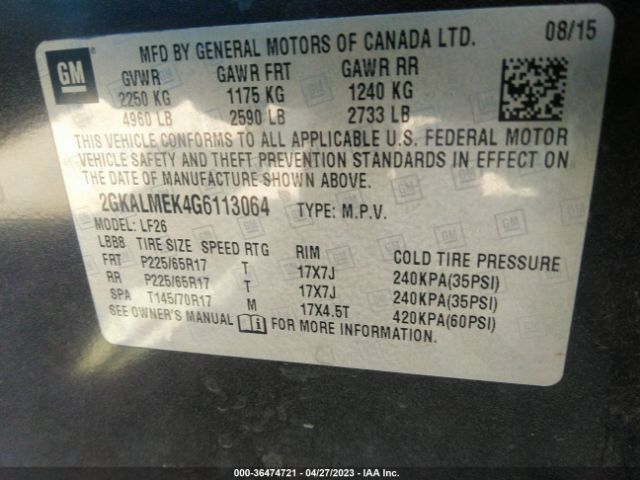 GM
MFD BY GENERAL MOTORS OF CANADA LTD. 08/15
GVWR GAWR FRT GAWR RR
2250 KG 1175 KG 1240 KG
4960 LB 2590 LB 2733 LB
THIS VEHICLE CONFORMS TO ALL APPLICABLE U.S. FEDERAL MOTOR
VEHICLE SAFETY AND THEFT PREVENTION STANDARDS IN EFFECT ON
THE DATE OF MANUFACTURE SHOWN ABOVE.
2GKALMEK4G6113064 TYPE: M.P.V.
MODEL: LF26
LBB8 TIRE SIZE SPEED RTG RIM COLD TIRE PRESSURE
FRT P225/65R17 T 17X7J 240KPA(35PSI)
RR P225/65R17 T 17X7J 240KPA(35PSI)
SPA T145/70R17 M 17X4.5T 420KPA(60PSI)
SEE OWNER'S MANUAL FOR MORE INFORMATION.
000-36474721 - 04/27/2023 - IAA Inc.